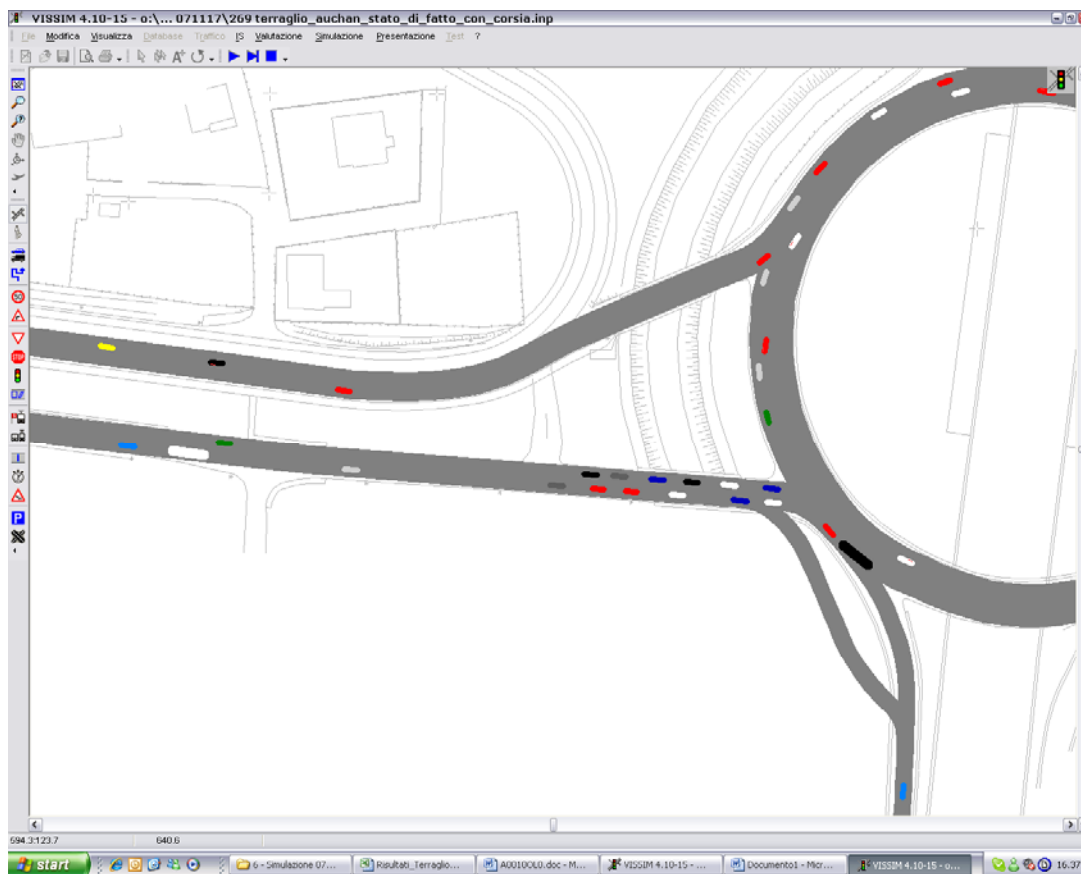 VISSIM 4.10-15 - o:\... 071117\269 terraglio_auchan_stato_di_fatto_con_corsia.inp
File Modifica Visualizza Database Traffico IS Valutazione Simulazione Presentazione Test ?
STOP
P
594.3:123.7 640.6
start 6 - Simulazione 07... Risultati_Terraglio... A0010OL0.doc - M... VISSIM 4.10-15 - ... Documento1 - Micr... VISSIM 4.10-15 - o... 16.37